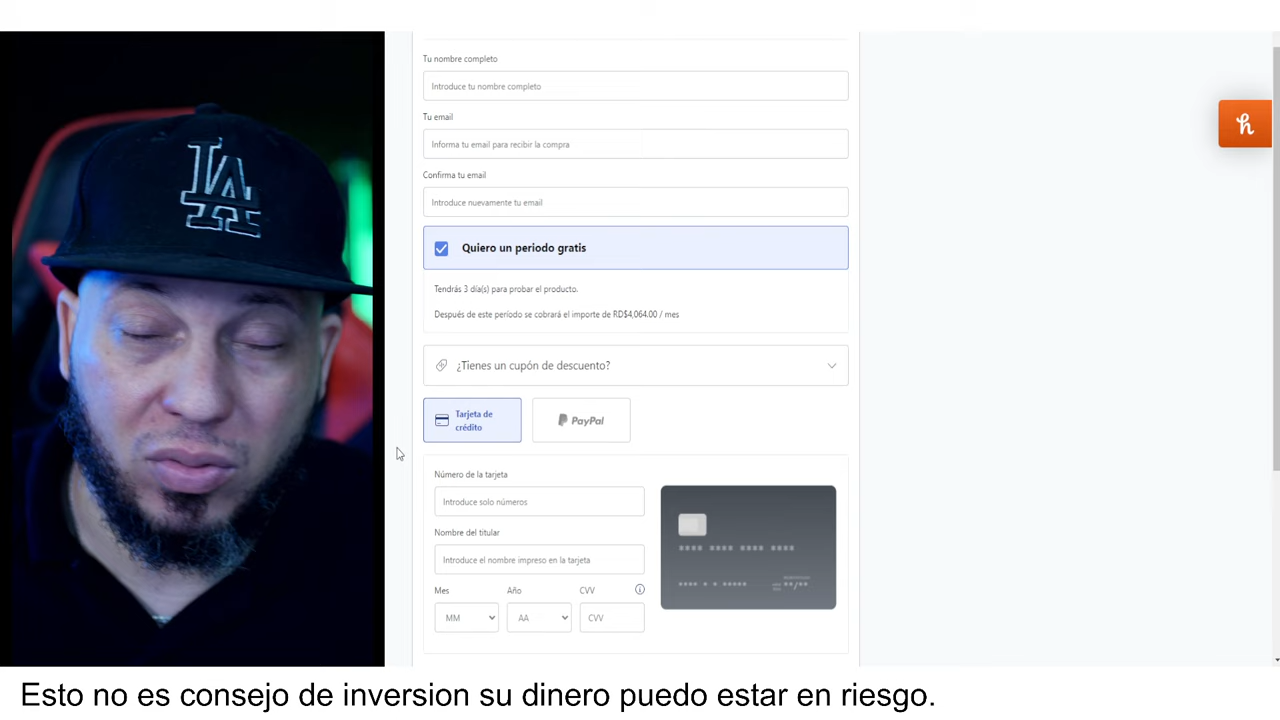 LA
Tu nombre completo
Introduce tu nombre completo
Tu email
Informa tu email para recibir la compra
Confirma tu email
Introduce nuevamente tu email
Quiero un periodo gratis
Tendrás 3 día(s) para probar el producto.
Después de este período se cobrará el importe de RD$4,064.00 / mes
¿Tienes un cupón de descuento?
Tarjeta de
crédito
PayPal
Número de la tarjeta
Introduce solo números
Nombre del titular
Introduce el nombre impreso en la tarjeta
Mes Año CVV
MM AA CVV
Esto no es consejo de inversion su dinero puedo estar en riesgo.